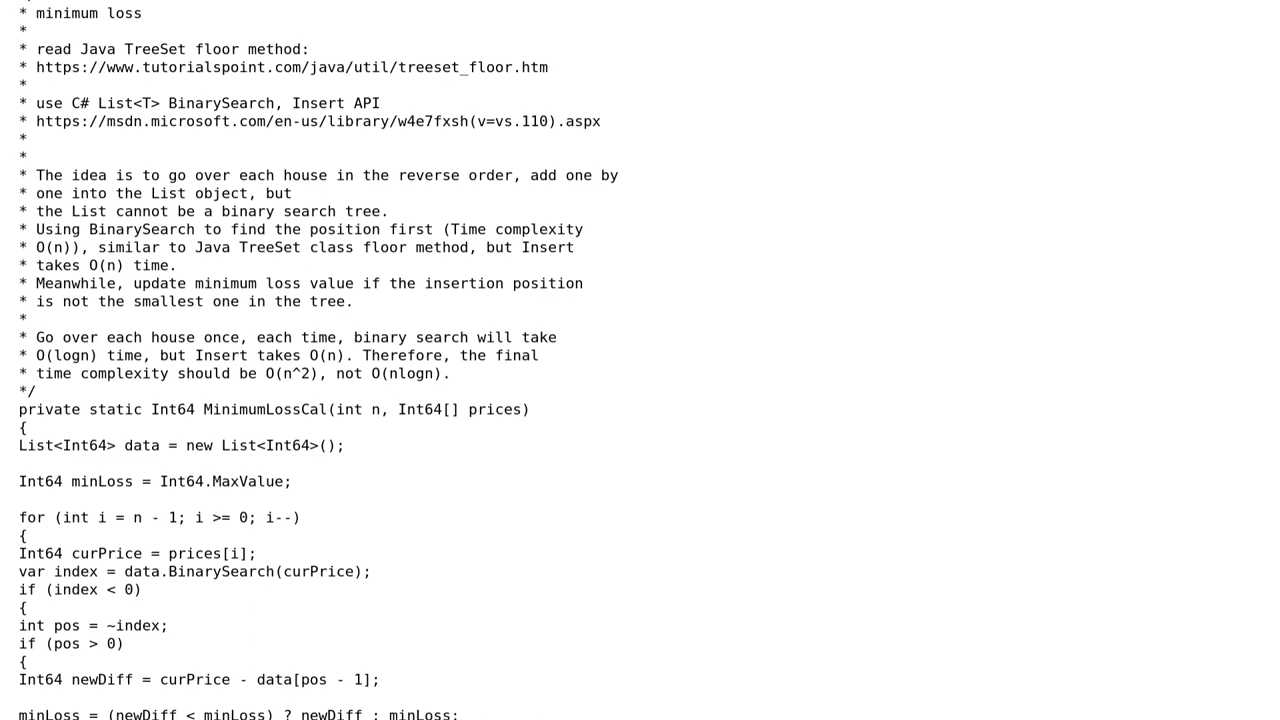 * minimum loss
*
* read Java TreeSet floor method:
* https://www.tutorialspoint.com/java/util/treeset_floor.htm
*
* use C# List<T> BinarySearch, Insert API
* https://msdn.microsoft.com/en-us/library/w4e7fxsh(v=vs.110).aspx
*
*
* The idea is to go over each house in the reverse order, add one by
* one into the List object, but
* the List cannot be a binary search tree.
* Using BinarySearch to find the position first (Time complexity
* O(n)), similar to Java TreeSet class floor method, but Insert
* takes O(n) time.
* Meanwhile, update minimum loss value if the insertion position
* is not the smallest one in the tree.
*
* Go over each house once, each time, binary search will take
* O(logn) time, but Insert takes O(n). Therefore, the final
* time complexity should be O(n^2), not O(nlogn).
*/
private static Int64 MinimumLossCal(int n, Int64[] prices)
{
List<Int64> data = new List<Int64>();

Int64 minLoss = Int64.MaxValue;

for (int i = n - 1; i >= 0; i--)
{
Int64 curPrice = prices[i];
var index = data.BinarySearch(curPrice);
if (index < 0)
{
int pos = ~index;
if (pos > 0)
{
Int64 newDiff = curPrice - data[pos - 1];

minLoss = (newDiff < minLoss) ? newDiff : minLoss;